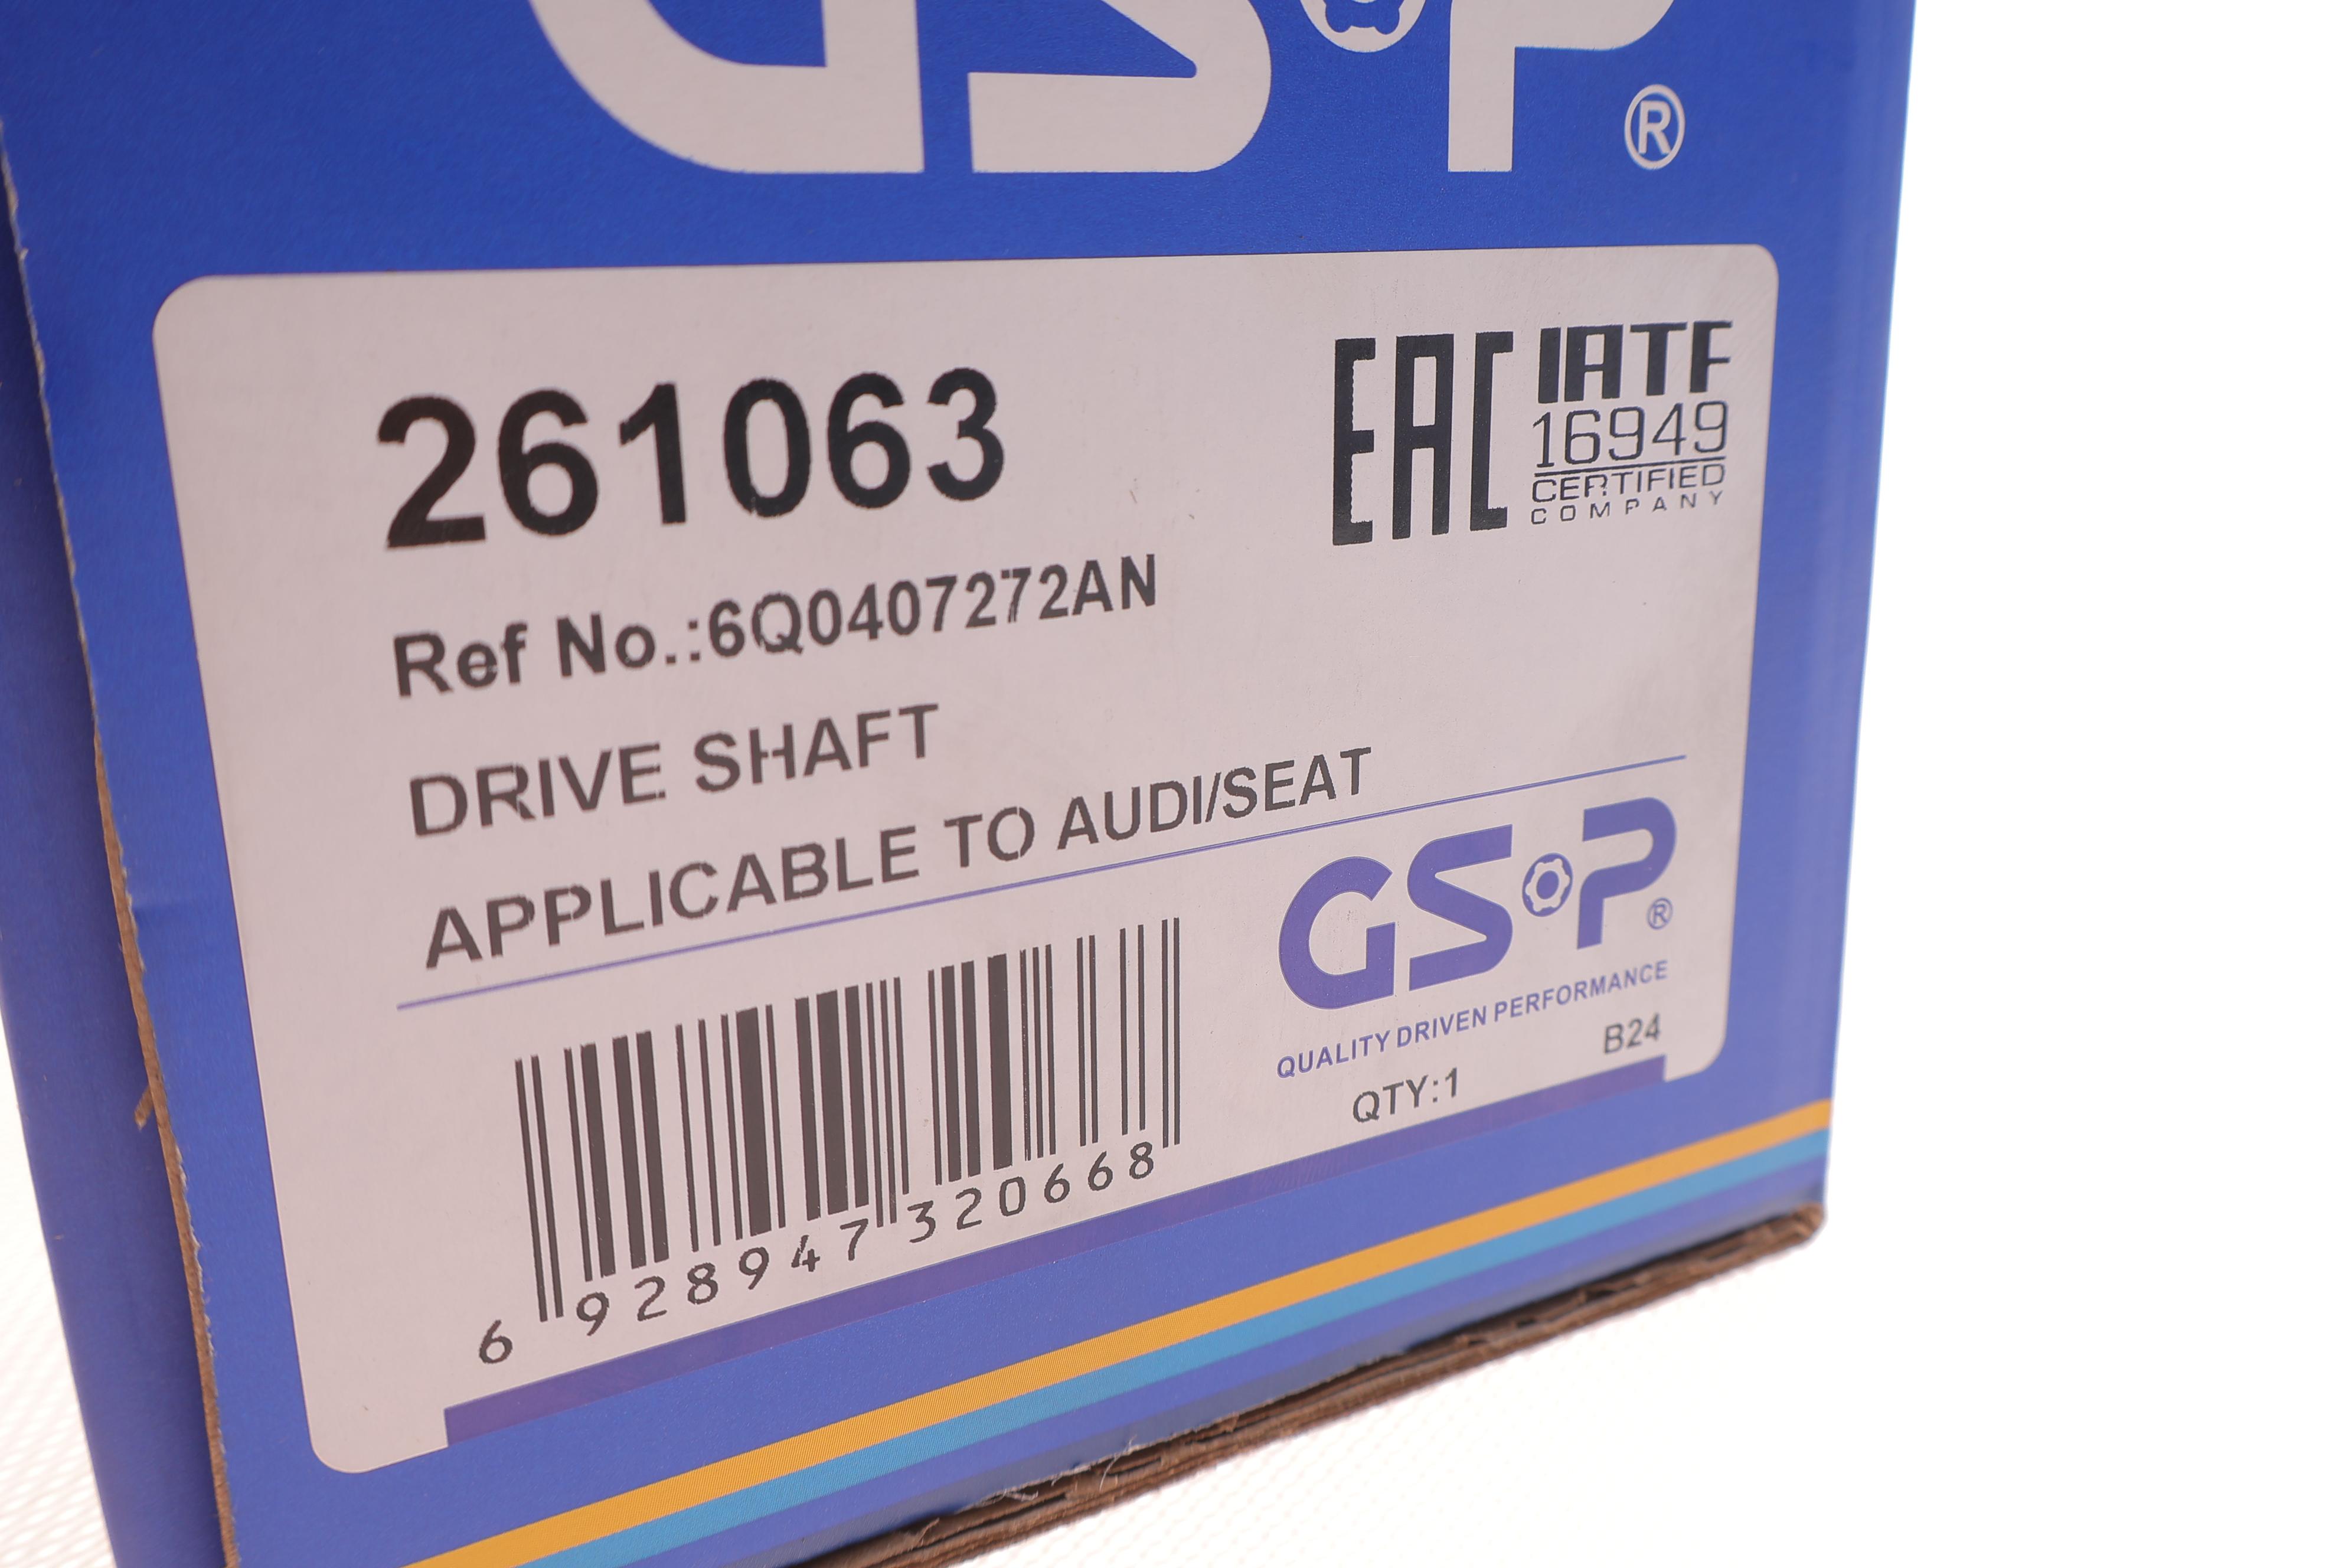 GSP®
261063
EAC
IATF
16949
CERTIFIED
COMPANY
Ref No.:6Q0407272AN
DRIVE SHAFT
APPLICABLE TO AUDI/SEAT
GSP®
QUALITY DRIVEN PERFORMANCE
B24
QTY:1
6 928947 320668